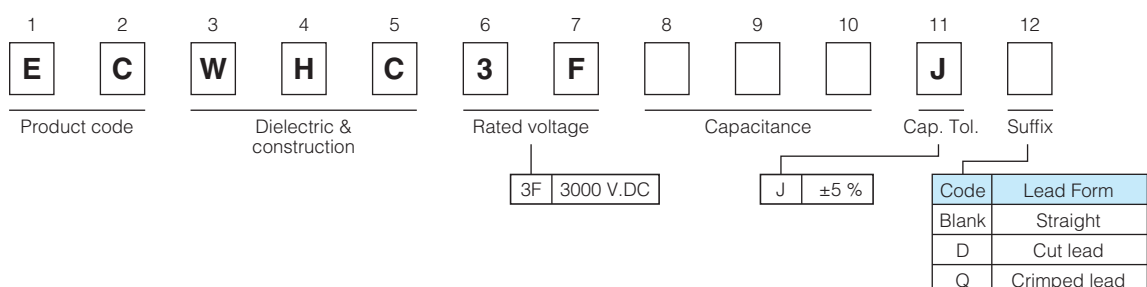 1 2 3 4 5 6 7 8 9 10 11 12
E C W H C 3 F J
Product code Dielectric & Rated voltage Capacitance Cap. Tol. Suffix
construction
3F 3000 V.DC J ±5 % Code Lead Form
Blank Straight
D Cut lead
Q Crimped lead